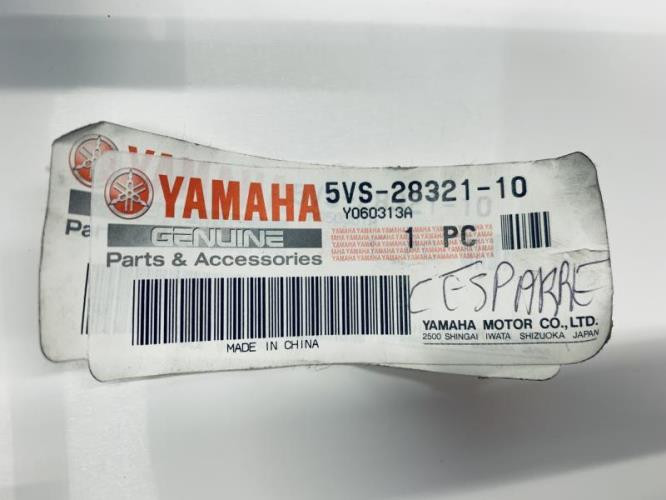 YAMAHA
GENUINE
Parts & Accessories
5VS-28321-10
Y060313A
1 PC
CESPARRE
YAMAHA MOTOR CO., LTD.
2500 SHINGAI IWATA SHIZUOKA JAPAN
MADE IN CHINA